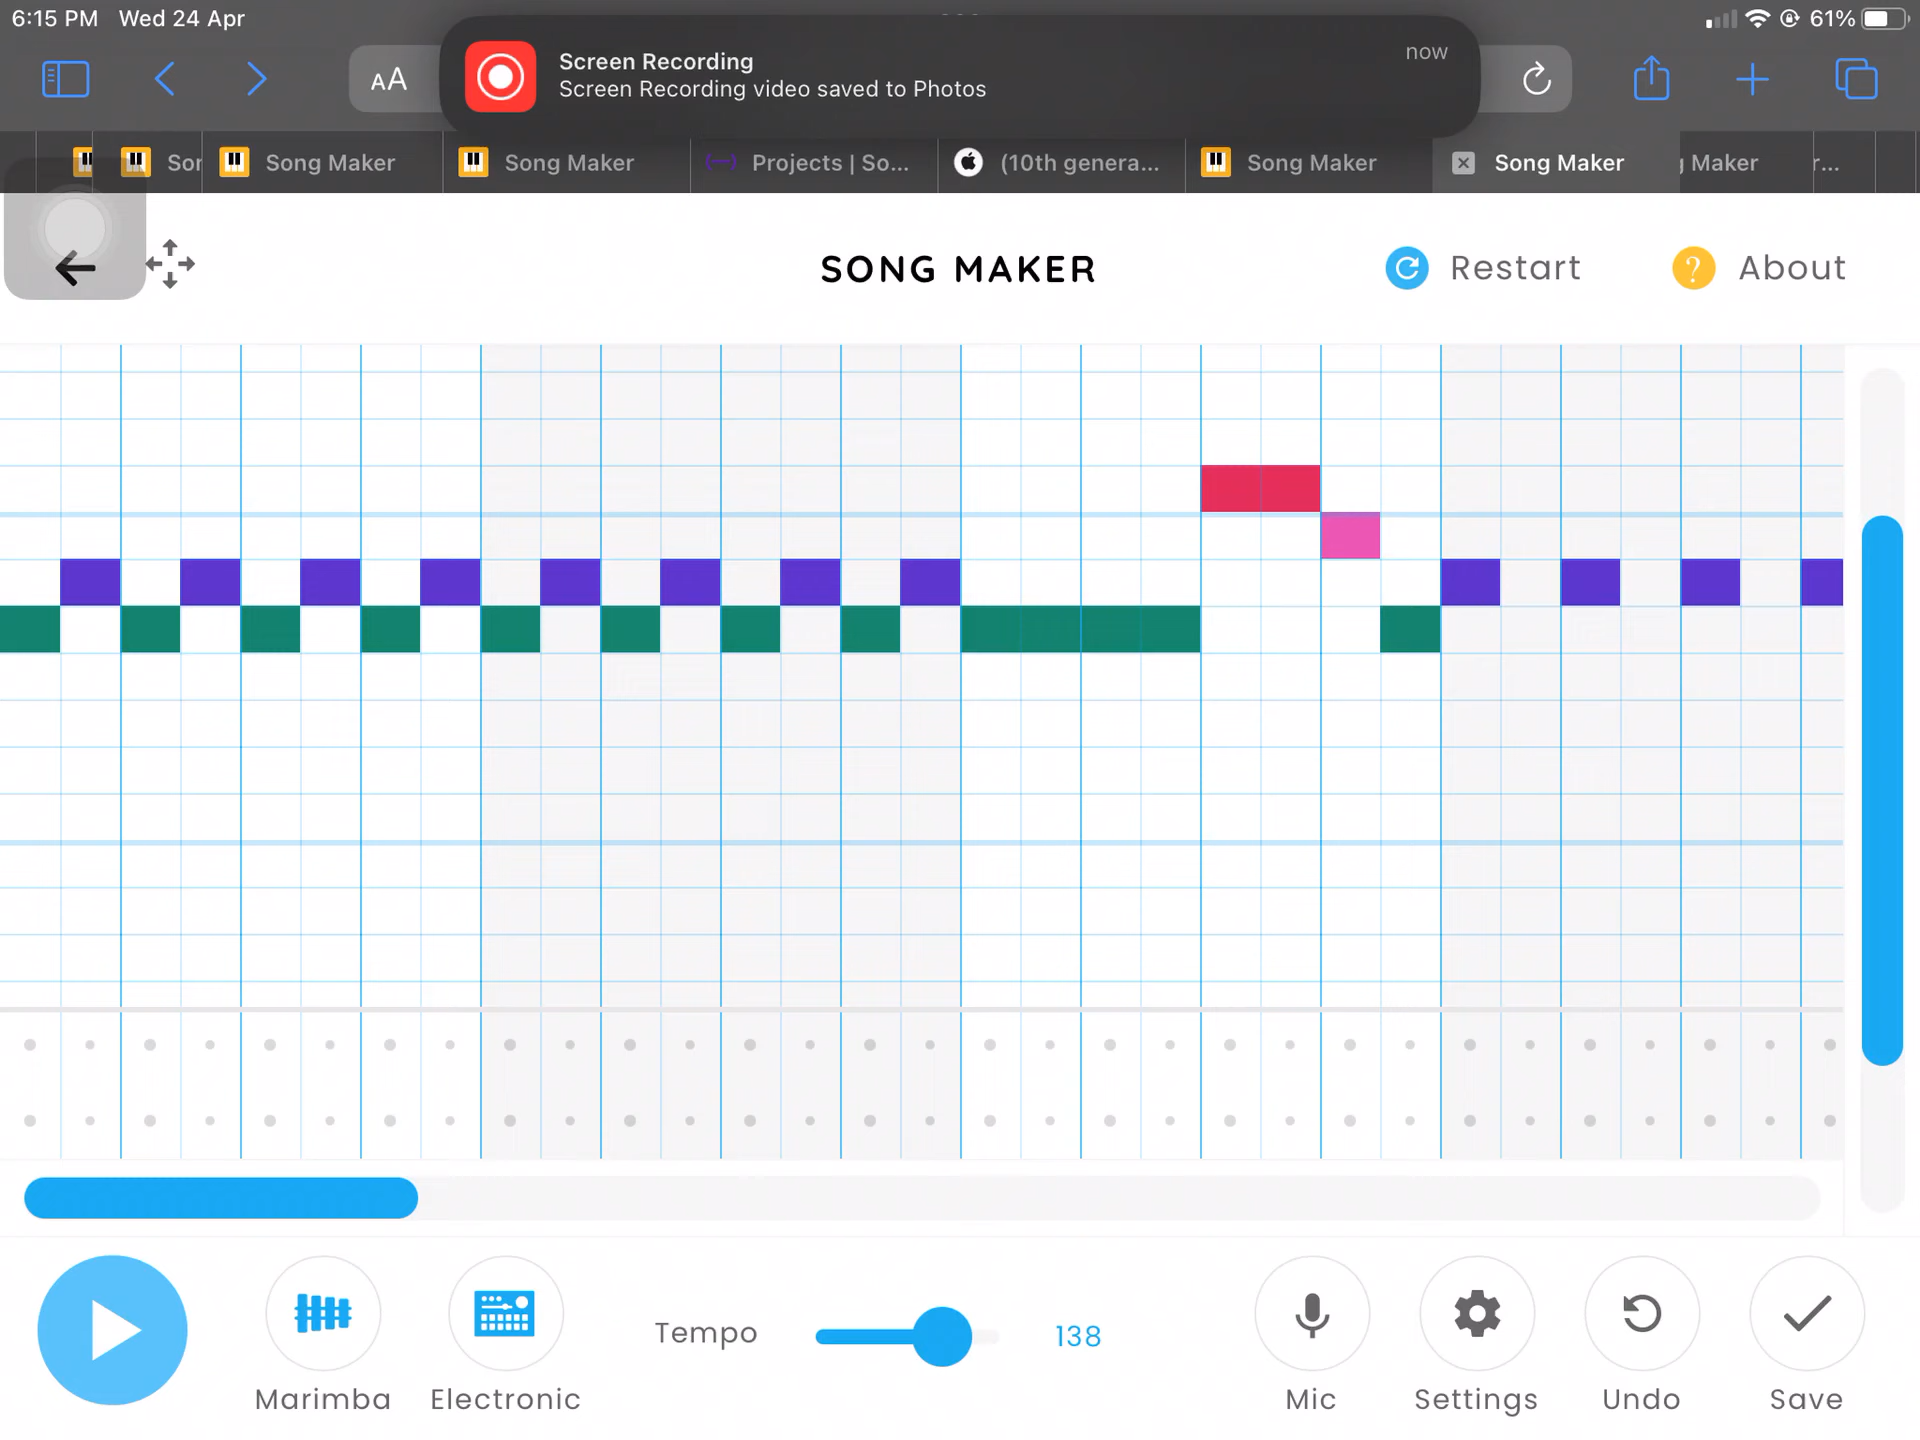 6:15 PM Wed 24 Apr
61%
Screen Recording
now
Screen Recording video saved to Photos
AA
Sor
Song Maker
Song Maker
Projects | So...
(10th genera...
Song Maker
Song Maker
Maker
r...
SONG MAKER
Restart
? About
Tempo
138
Marimba
Electronic
Mic
Settings
Undo
Save